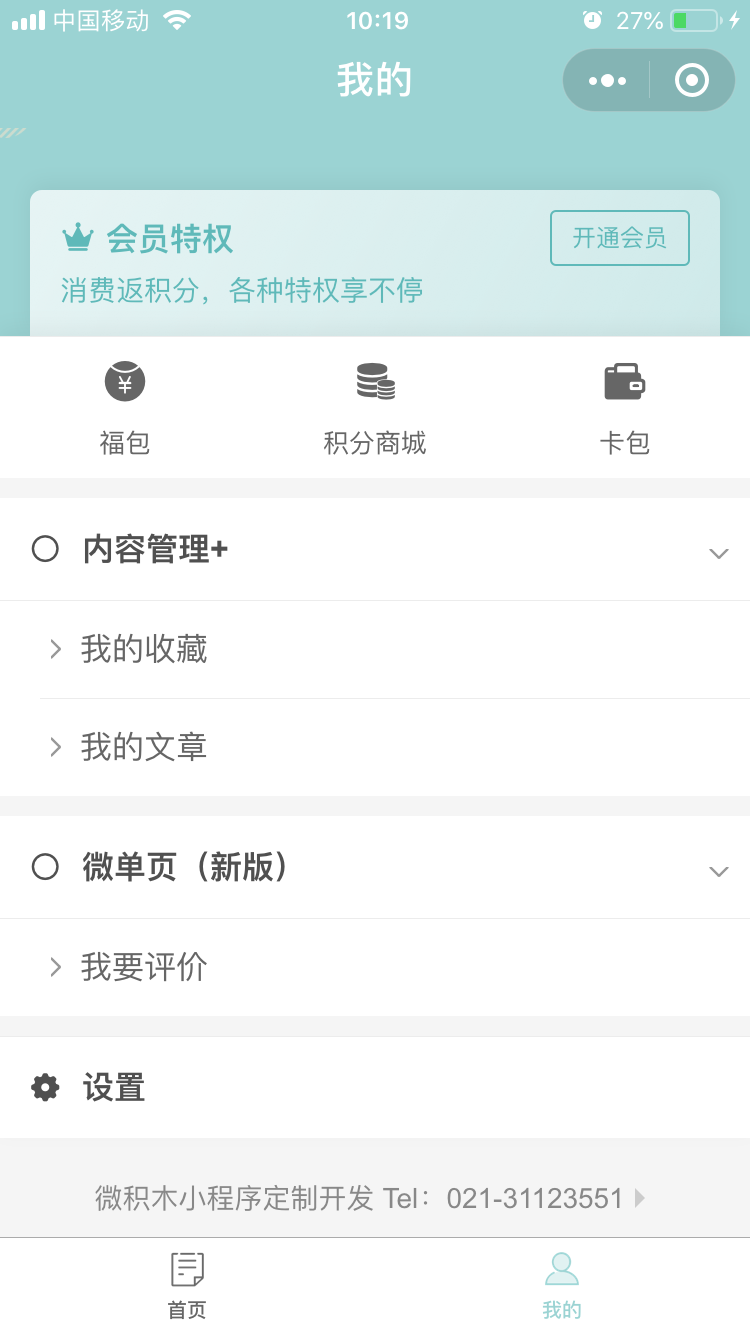 中国移动 10:19 27%
我的
会员特权 开通会员
消费返积分，各种特权享不停
福包 积分商城 卡包
内容管理+
我的收藏
我的文章
微单页（新版）
我要评价
设置
微积木小程序定制开发 Tel：021-31123551
首页 我的